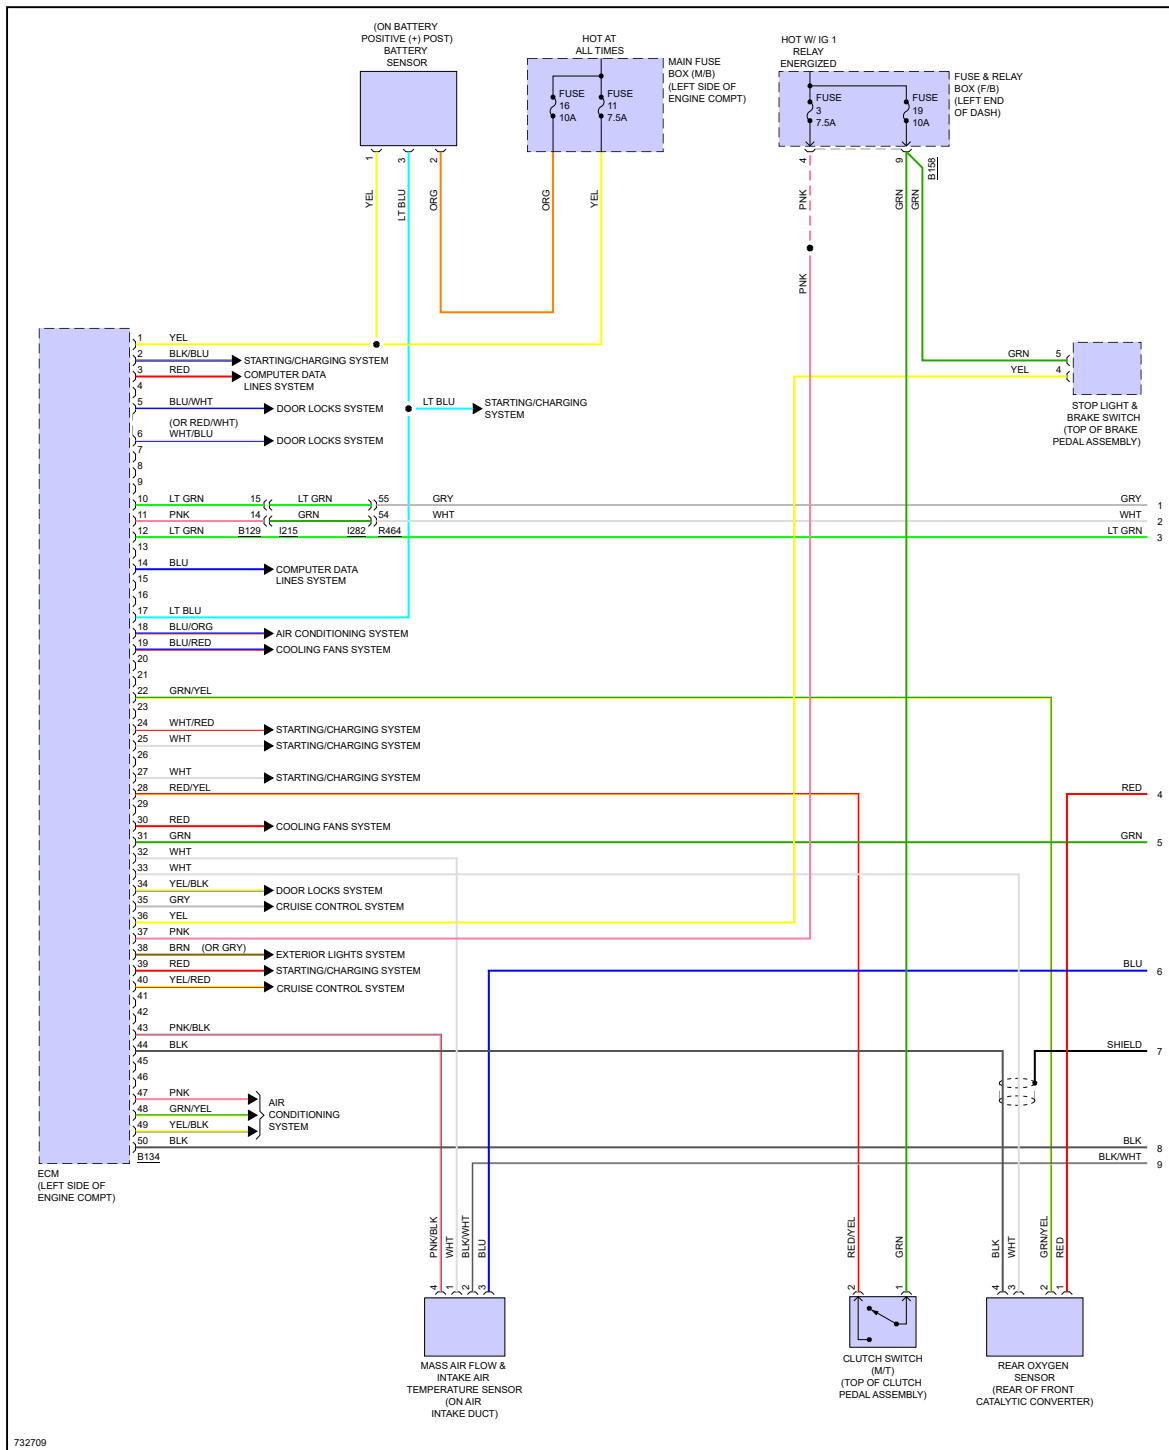 (ON BATTERY
POSITIVE (+) POST)
BATTERY
SENSOR
HOT AT
ALL TIMES
MAIN FUSE
BOX (M/B)
(LEFT SIDE OF
ENGINE COMPT)
FUSE
16
10A
FUSE
11
7.5A
HOT W/ IG 1
RELAY
ENERGIZED
FUSE & RELAY
BOX (F/B)
(LEFT END
OF DASH)
FUSE
3
7.5A
FUSE
19
10A
1
3
2
4
9
B158
YEL
LT BLU
ORG
ORG
YEL
PNK
GRN
GRN
PNK
GRN 5
YEL 4
STOP LIGHT &
BRAKE SWITCH
(TOP OF BRAKE
PEDAL ASSEMBLY)
1 YEL
2 BLK/BLU STARTING/CHARGING SYSTEM
3 RED COMPUTER DATA
LINES SYSTEM
4
5 BLU/WHT DOOR LOCKS SYSTEM
LT BLU STARTING/CHARGING
SYSTEM
(OR RED/WHT)
6 WHT/BLU DOOR LOCKS SYSTEM
7
8
9
10 LT GRN 15 LT GRN 55 GRY GRY 1
11 PNK 14 GRN 54 WHT WHT 2
12 LT GRN B129 I215 I282 R464 LT GRN 3
13
14 BLU COMPUTER DATA
LINES SYSTEM
15
16
17 LT BLU
18 BLU/ORG AIR CONDITIONING SYSTEM
19 BLU/RED COOLING FANS SYSTEM
20
21
22 GRN/YEL
23
24 WHT/RED STARTING/CHARGING SYSTEM
25 WHT STARTING/CHARGING SYSTEM
26
27 WHT STARTING/CHARGING SYSTEM
28 RED/YEL RED 4
29
30 RED COOLING FANS SYSTEM
31 GRN GRN 5
32 WHT
33 WHT
34 YEL/BLK DOOR LOCKS SYSTEM
35 GRY CRUISE CONTROL SYSTEM
36 YEL
37 PNK
38 BRN (OR GRY) EXTERIOR LIGHTS SYSTEM
39 RED STARTING/CHARGING SYSTEM BLU 6
40 YEL/RED CRUISE CONTROL SYSTEM
41
42
43 PNK/BLK
44 BLK SHIELD 7
45
46
47 PNK
48 GRN/YEL
49 YEL/BLK
AIR
CONDITIONING
SYSTEM
50 BLK BLK 8
B134 BLK/WHT 9
ECM
(LEFT SIDE OF
ENGINE COMPT)
PNK/BLK
WHT
BLK/WHT
BLU
RED/YEL
GRN
BLK
WHT
GRN/YEL
RED
4
1
2
3
2
1
4
3
2
1
MASS AIR FLOW &
INTAKE AIR
TEMPERATURE SENSOR
(ON AIR
INTAKE DUCT)
CLUTCH SWITCH
(M/T)
(TOP OF CLUTCH
PEDAL ASSEMBLY)
REAR OXYGEN
SENSOR
(REAR OF FRONT
CATALYTIC CONVERTER)
732709